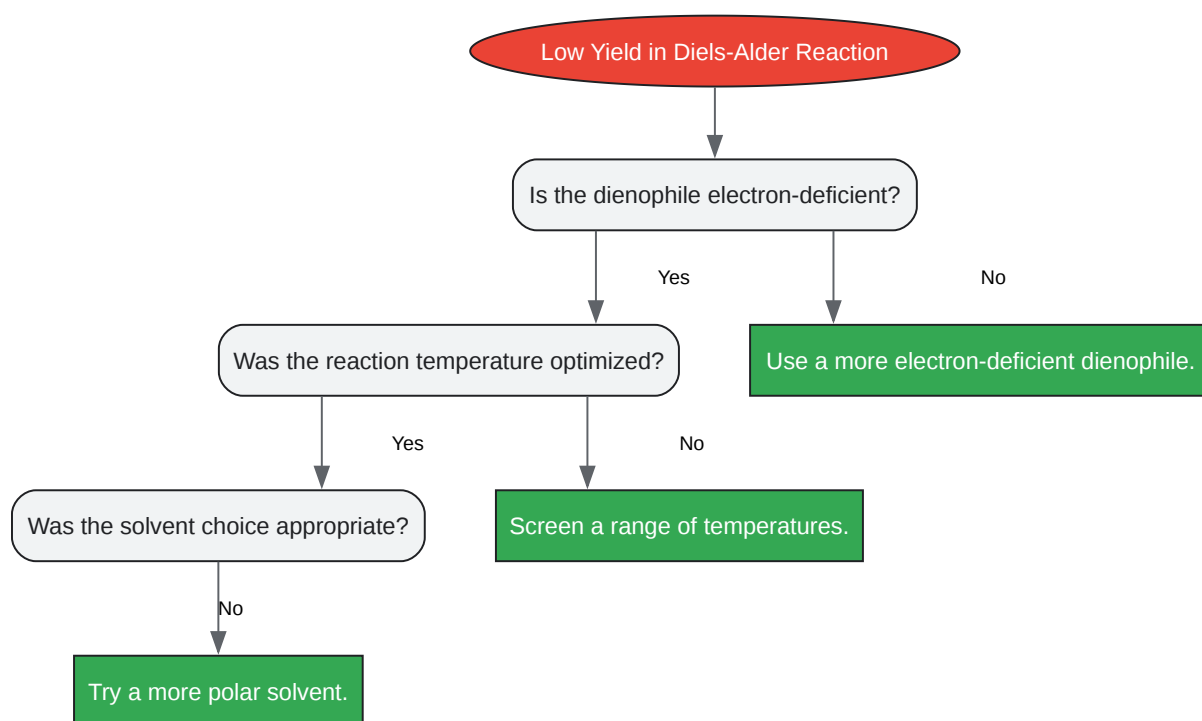 Low Yield in Diels-Alder Reaction
Is the dienophile electron-deficient?
Yes
No
Was the reaction temperature optimized?
Use a more electron-deficient dienophile.
Yes
No
Was the solvent choice appropriate?
Screen a range of temperatures.
No
Try a more polar solvent.